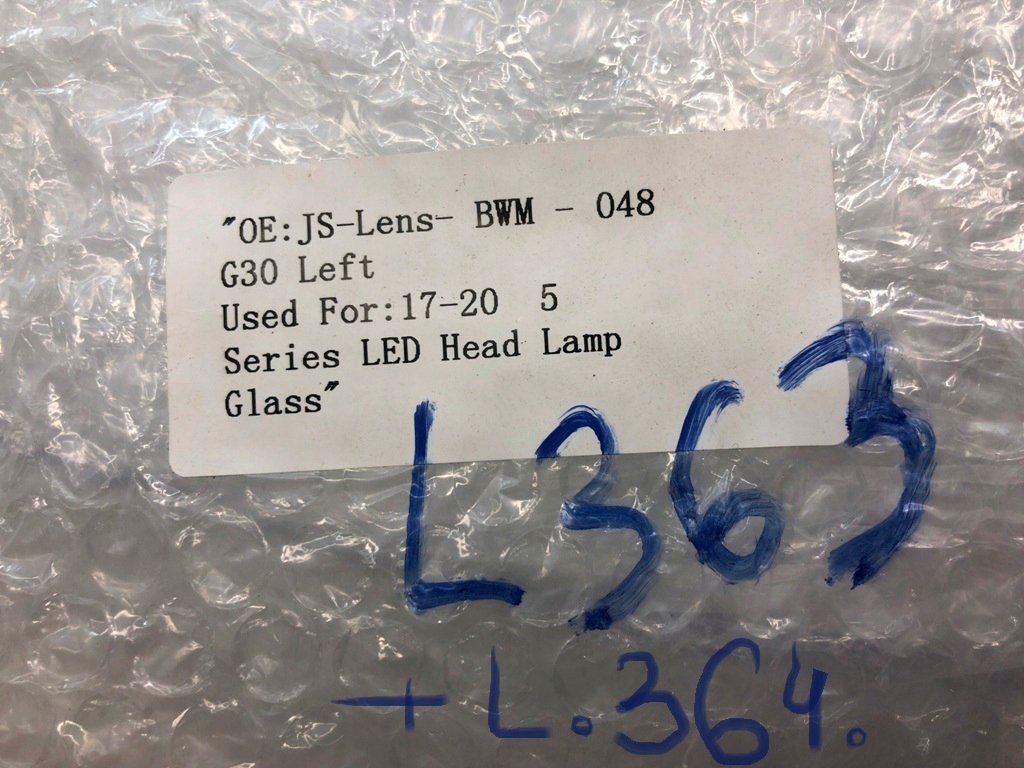 "OE:JS-Lens- BWM - 048
G30 Left
Used For:17-20 5
Series LED Head Lamp
Glass"
L363
+L.364.